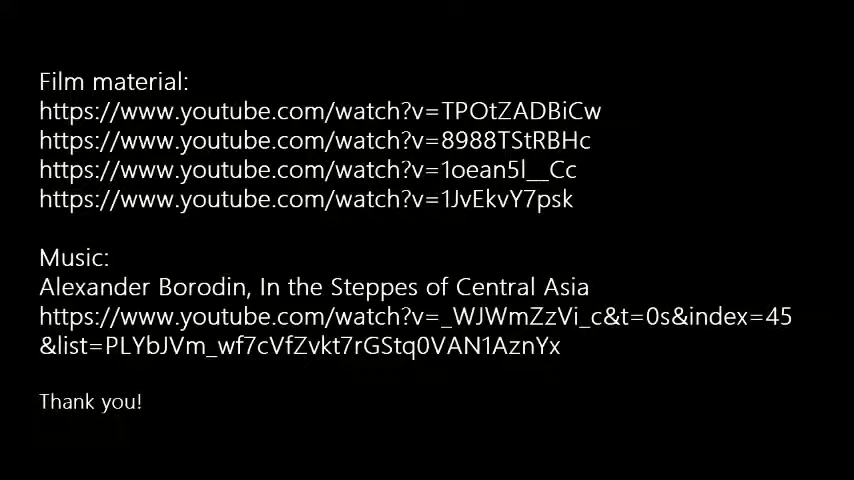 Film material:
https://www.youtube.com/watch?v=TPOtZADBiCw
https://www.youtube.com/watch?v=8988TStRBHc
https://www.youtube.com/watch?v=1oean5l__Cc
https://www.youtube.com/watch?v=1JvEkvY7psk
Music:
Alexander Borodin, In the Steppes of Central Asia
https://www.youtube.com/watch?v=_WJWmZzVi_c&t=0s&index=45
&list=PLYbJVm_wf7cVfZvkt7rGStq0VAN1AznYx
Thank you!